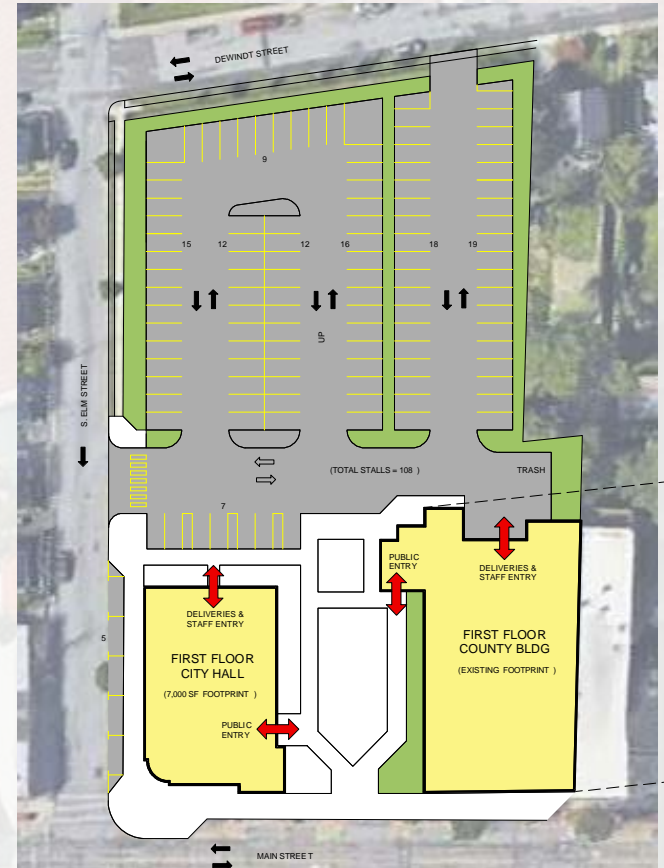 DEWINDT STREET
9
15
12
12
16
18
19
UP
S. ELM STREET
(TOTAL STALLS = 108 )
TRASH
7
PUBLIC
ENTRY
DELIVERIES &
STAFF ENTRY
DELIVERIES &
STAFF ENTRY
5
FIRST FLOOR
COUNTY BLDG
(EXISTING FOOTPRINT )
FIRST FLOOR
CITY HALL
(7,000 SF FOOTPRINT )
PUBLIC
ENTRY
MAIN STREET